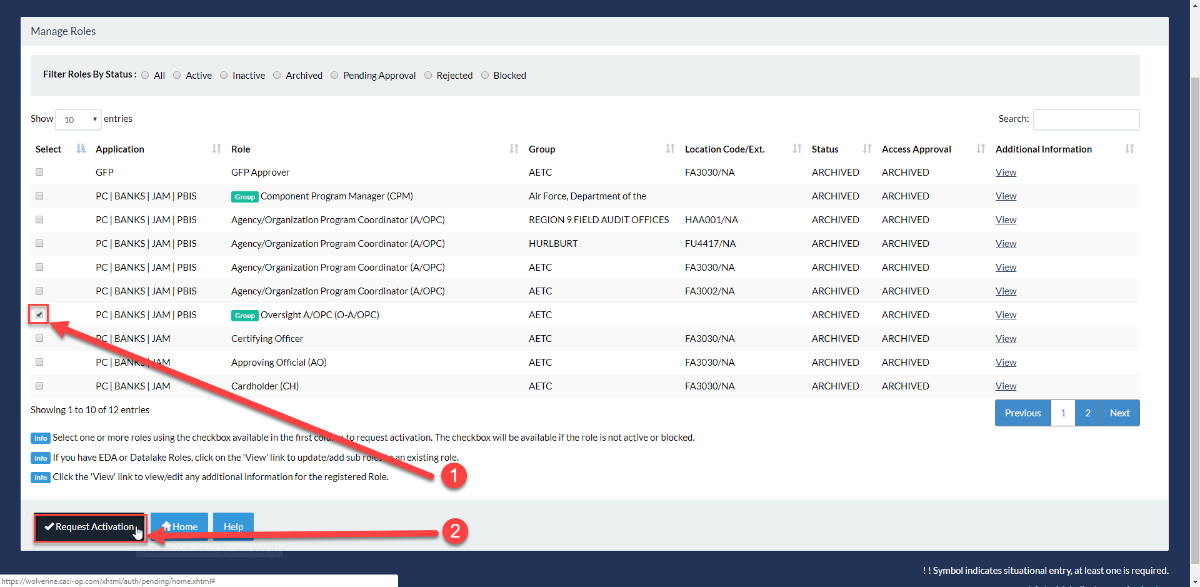 Manage Roles
Filter Roles By Status : All Active Inactive Archived Pending Approval Rejected Blocked
Show 10 entries Search:
Select Application Role Group Location Code/Ext. Status Access Approval Additional Information
GFP GFP Approver AETC FA3030/NA ARCHIVED ARCHIVED View
PC | BANKS | JAM | PBIS Group Component Program Manager (CPM) Air Force, Department of the ARCHIVED ARCHIVED View
PC | BANKS | JAM | PBIS Agency/Organization Program Coordinator (A/OPC) REGION 9 FIELD AUDIT OFFICES HAA001/NA ARCHIVED ARCHIVED View
PC | BANKS | JAM | PBIS Agency/Organization Program Coordinator (A/OPC) HURLBURT FU4417/NA ARCHIVED ARCHIVED View
PC | BANKS | JAM | PBIS Agency/Organization Program Coordinator (A/OPC) AETC FA3030/NA ARCHIVED ARCHIVED View
PC | BANKS | JAM | PBIS Agency/Organization Program Coordinator (A/OPC) AETC FA3002/NA ARCHIVED ARCHIVED View
PC | BANKS | JAM | PBIS Group Oversight A/OPC (O-A/OPC) AETC ARCHIVED ARCHIVED View
PC | BANKS | JAM Certifying Officer AETC FA3030/NA ARCHIVED ARCHIVED View
PC | BANKS | JAM Approving Official (AO) AETC FA3030/NA ARCHIVED ARCHIVED View
PC | BANKS | JAM Cardholder (CH) AETC FA3030/NA ARCHIVED ARCHIVED View
Showing 1 to 10 of 12 entries Previous 1 2 Next
Info Select one or more roles using the checkbox available in the first column to request activation. The checkbox will be available if the role is not active or blocked.
Info If you have EDA or Datalake Roles, click on the 'View' link to update/add sub roles to an existing role.
Info Click the 'View' link to view/edit any additional information for the registered Role.
1
Request Activation Home Help 2
! ! Symbol indicates situational entry, at least one is required.
https://wolverine.caci-op.com/xhtml/auth/pending/home.xhtml#